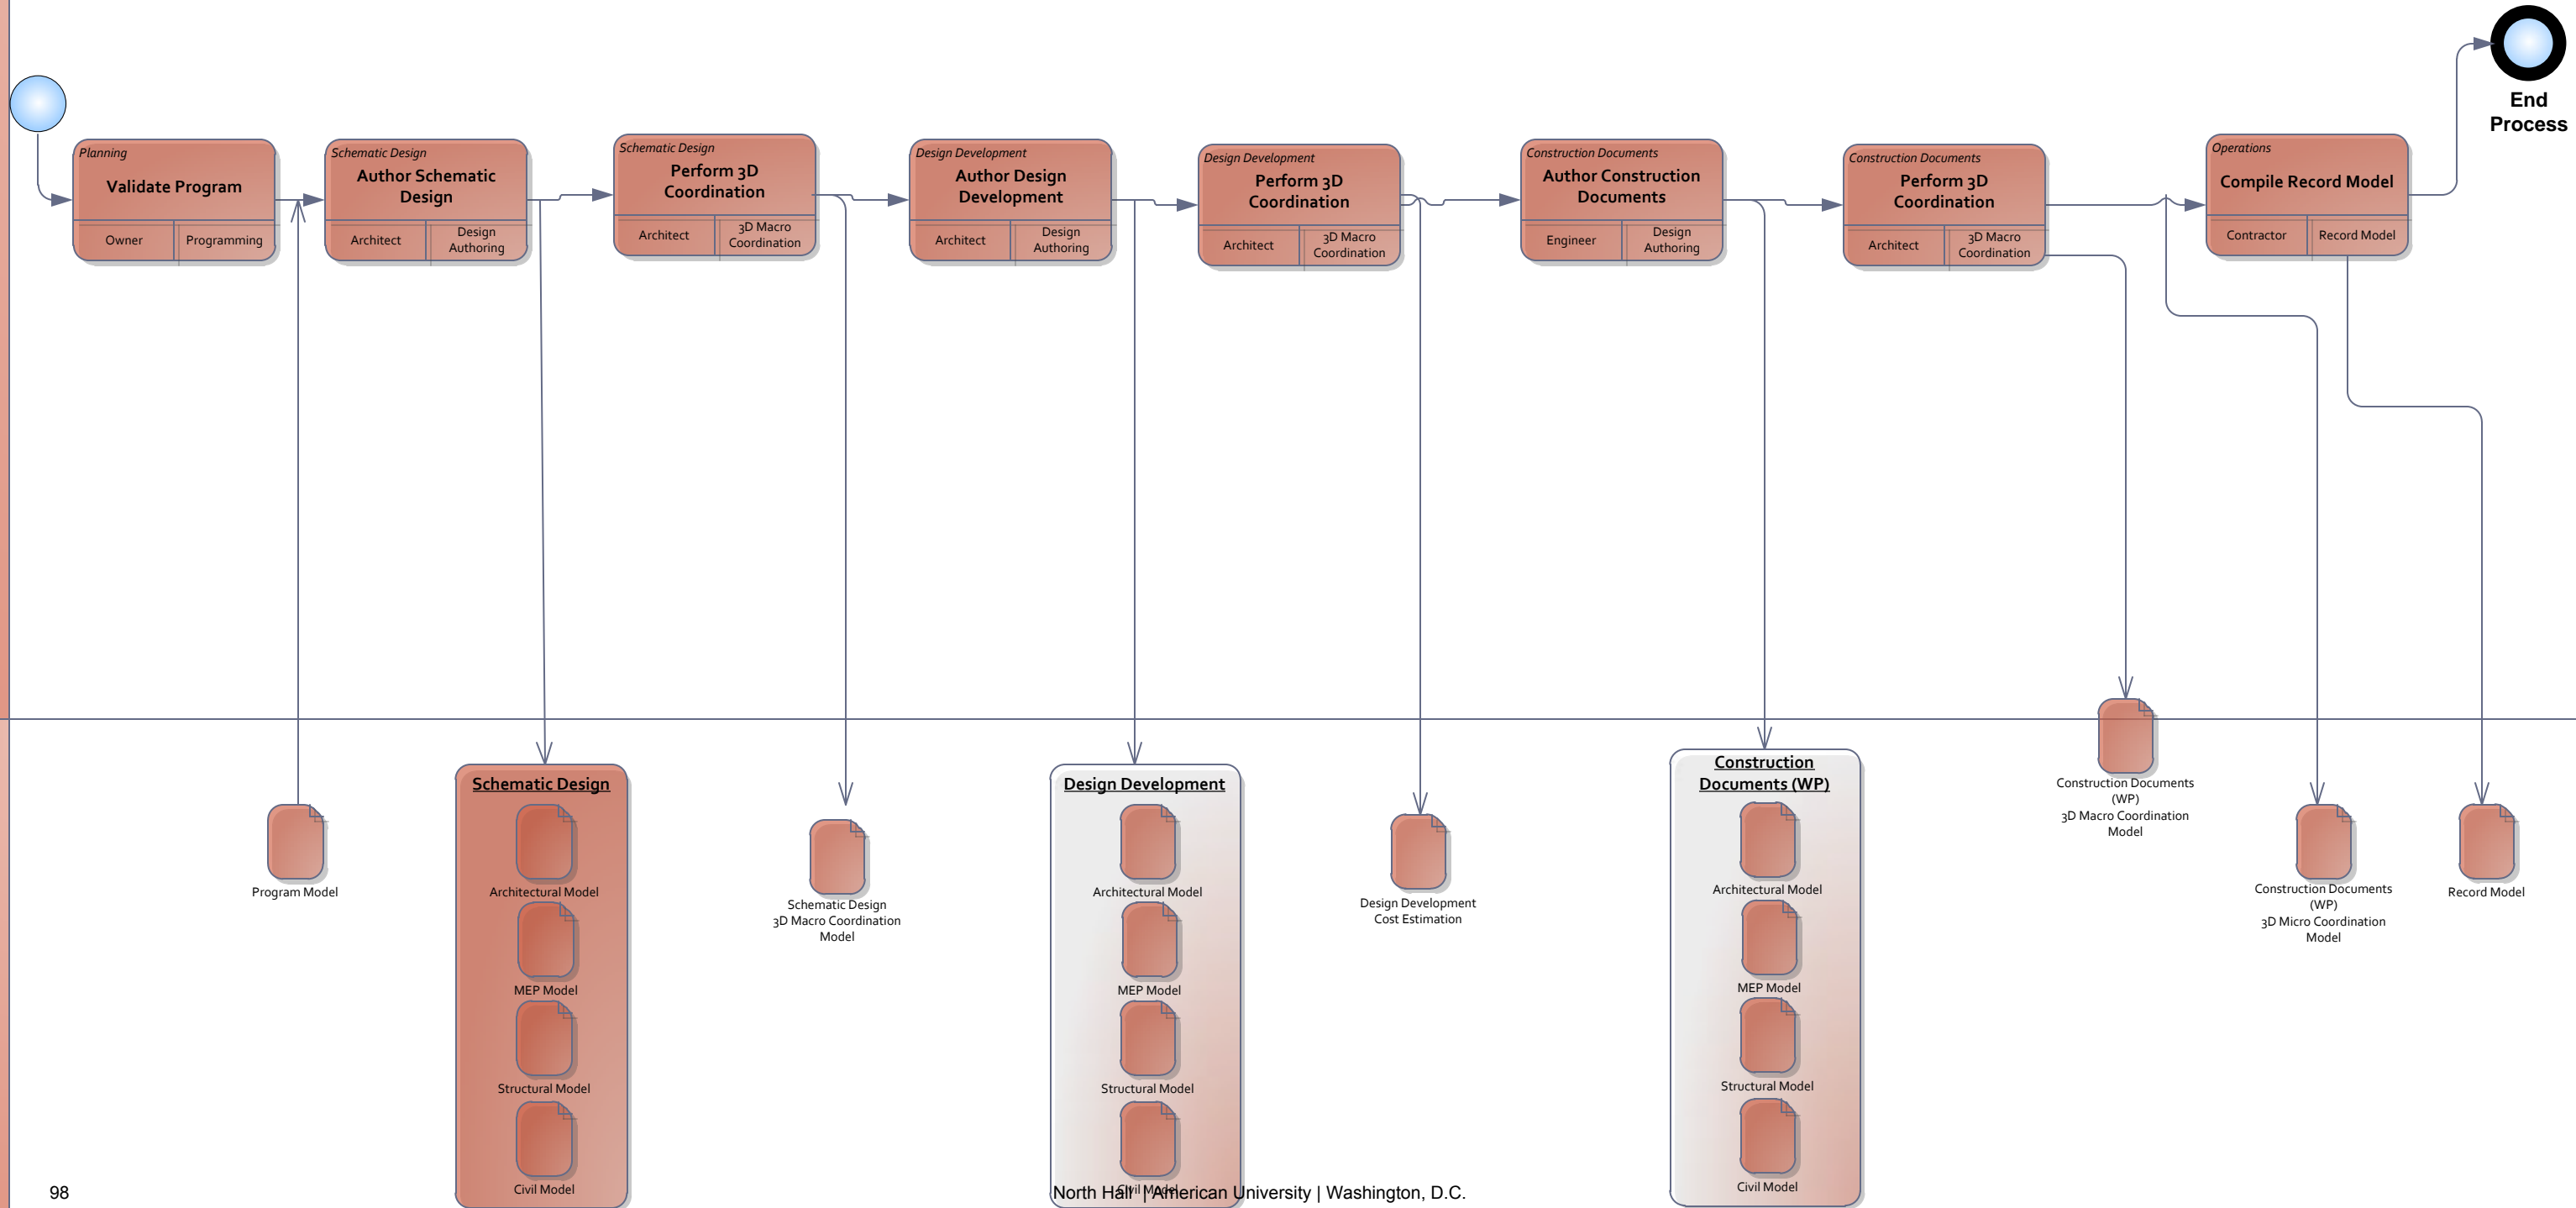 End
Process
Planning
Validate Program
Owner
Programming
Schematic Design
Author Schematic
Design
Architect
Design
Authoring
Schematic Design
Perform 3D
Coordination
Architect
3D Macro
Coordination
Design Development
Author Design
Development
Architect
Design
Authoring
Design Development
Perform 3D
Coordination
Architect
3D Macro
Coordination
Construction Documents
Author Construction
Documents
Engineer
Design
Authoring
Construction Documents
Perform 3D
Coordination
Architect
3D Macro
Coordination
Operations
Compile Record Model
Contractor
Record Model
Program Model
Schematic Design
Architectural Model
MEP Model
Structural Model
Civil Model
Schematic Design
3D Macro Coordination
Model
Design Development
Architectural Model
MEP Model
Structural Model
Civil Model
Design Development
Cost Estimation
Construction
Documents (WP)
Architectural Model
MEP Model
Structural Model
Civil Model
Construction Documents
(WP)
3D Macro Coordination
Model
Construction Documents
(WP)
3D Micro Coordination
Model
Record Model
98
North Hall | American University | Washington, D.C.